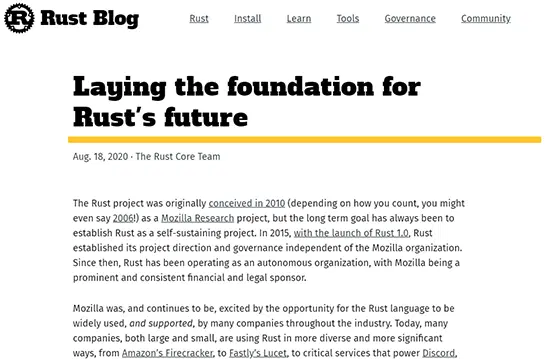 Rust Blog
Rust Install Learn Tools Governance Community
Laying the foundation for
Rust's future
Aug. 18, 2020 · The Rust Core Team
The Rust project was originally conceived in 2010 (depending on how you count, you might
even say 2006!) as a Mozilla Research project, but the long term goal has always been to
establish Rust as a self-sustaining project. In 2015, with the launch of Rust 1.0, Rust
established its project direction and governance independent of the Mozilla organization.
Since then, Rust has been operating as an autonomous organization, with Mozilla being a
prominent and consistent financial and legal sponsor.
Mozilla was, and continues to be, excited by the opportunity for the Rust language to be
widely used, and supported, by many companies throughout the industry. Today, many
companies, both large and small, are using Rust in more diverse and more significant
ways, from Amazon's Firecracker, to Fastly's Lucet, to critical services that power Discord,